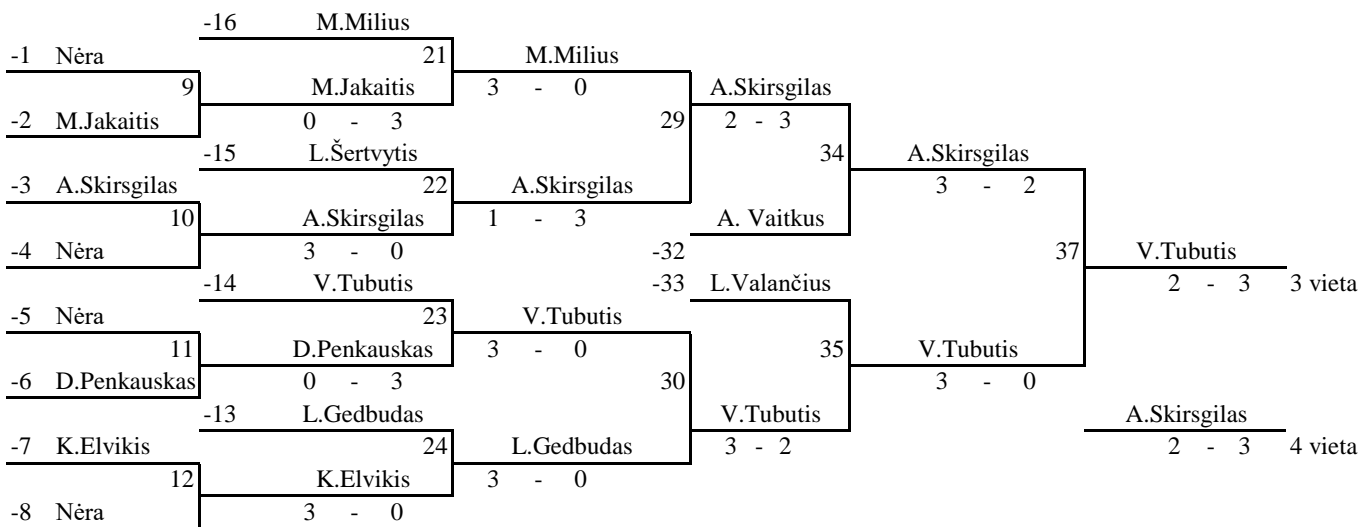 -16 M.Milius
-1 Nėra 21 M.Milius
9 M.Jakaitis 3 - 0 A.Skirsgilas
-2 M.Jakaitis 0 - 3 29 2 - 3
-15 L.Šertvytis 34 A.Skirsgilas
-3 A.Skirsgilas 22 A.Skirsgilas 3 - 2
10 A.Skirsgilas 1 - 3 A. Vaitkus
-4 Nėra 3 - 0 -32 37 V.Tubutis
-14 V.Tubutis -33 L.Valančius 2 - 3 3 vieta
-5 Nėra 23 V.Tubutis
11 D.Penkauskas 3 - 0 35 V.Tubutis
-6 D.Penkauskas 0 - 3 30 3 - 0
-13 L.Gedbudas V.Tubutis A.Skirsgilas
-7 K.Elvikis 24 L.Gedbudas 3 - 2 2 - 3 4 vieta
12 K.Elvikis 3 - 0
-8 Nėra 3 - 0